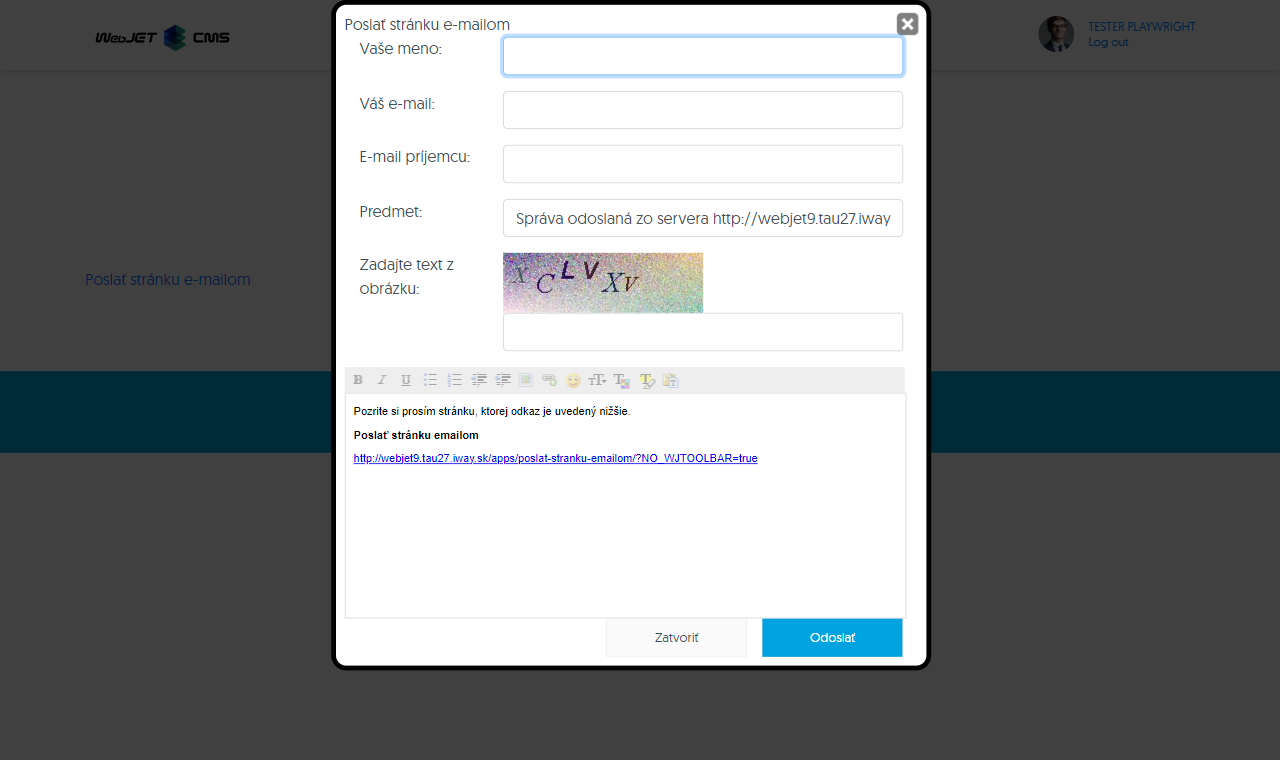 WebJET CMS
TESTER PLAYWRIGHT
Log out
Poslať stránku e-mailom
Poslať stránku e-mailom
Vaše meno:
Váš e-mail:
E-mail príjemcu:
Predmet:
Správa odoslaná zo servera http://webjet9.tau27.iway
Zadajte text z
obrázku:
X C L V X V
B I U
Pozrite si prosím stránku, ktorej odkaz je uvedený nižšie.
Poslať stránku emailom
http://webjet9.tau27.iway.sk/apps/poslat-stranku-emailom/?NO_WJTOOLBAR=true
Zatvoriť
Odoslať